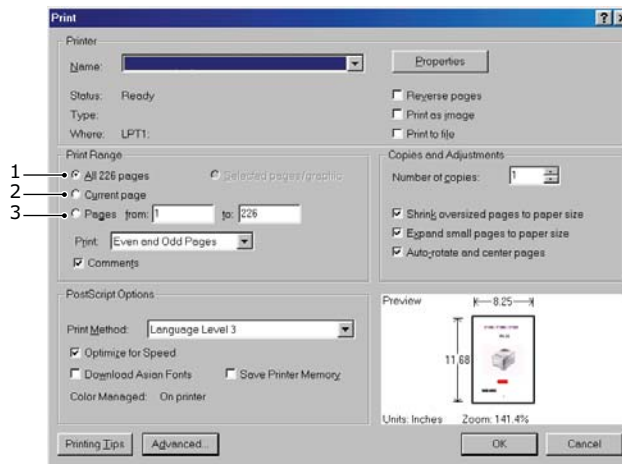 Print
Printer
Name:
Properties
Status: Ready
Reverse pages
Type:
Print as image
Where: LPT1:
Print to file
Print Range
Copies and Adjustments
1
All 226 pages
Selected pages/graphic
Number of copies: 1
2
Current page
3
Pages from: 1 to: 226
Shrink oversized pages to paper size
Print: Even and Odd Pages
Expand small pages to paper size
Comments
Auto-rotate and center pages
PostScript Options
Preview
8.25
Print Method: Language Level 3
11.68
Optimize for Speed
Download Asian Fonts
Save Printer Memory
Color Managed: On printer
Units: Inches Zoom: 141.4%
Printing Tips
Advanced...
OK
Cancel